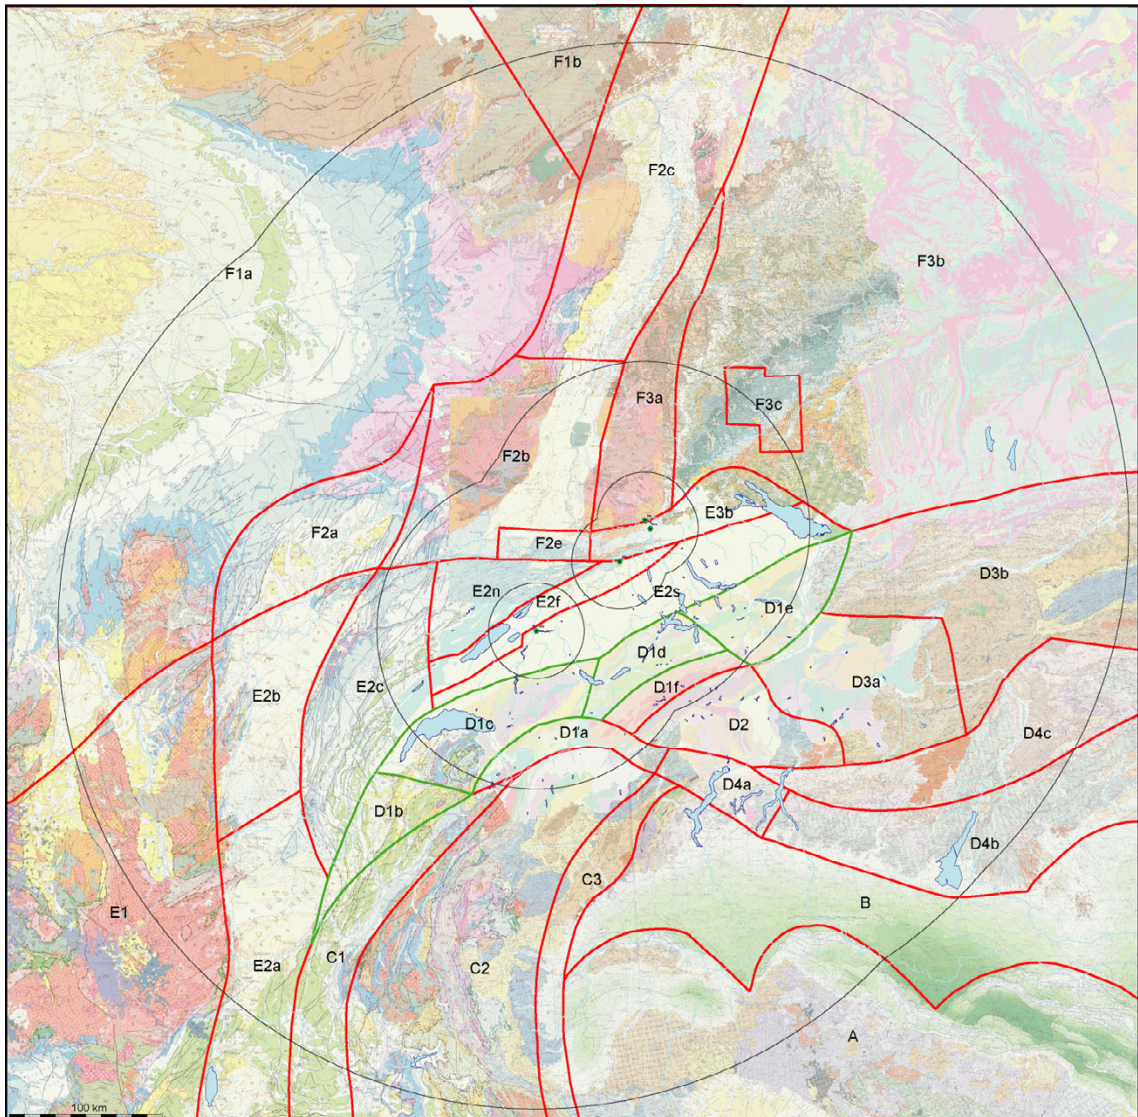 F1b
F2c
F3b
F1a
F3a
F3c
F2b
F2a
E3b
F2e
D3b
E2n
E2f
E2s
D1e
D1d
D3a
E2b
E2c
D1f
D1c
D1a
D2
D4c
D4a
D1b
D4b
C3
B
E1
C1
E2a
C2
A
100 km